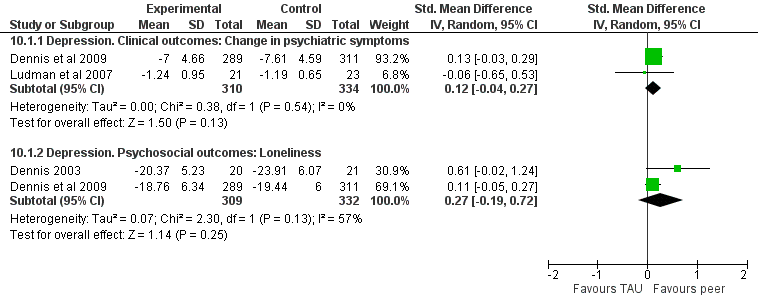 Experimental Control Std. Mean Difference Std. Mean Difference
Study or Subgroup Mean SD Total Mean SD Total Weight IV, Random, 95% CI IV, Random, 95% CI
10.1.1 Depression. Clinical outcomes: Change in psychiatric symptoms
Dennis et al 2009 -7 4.66 289 -7.61 4.59 311 93.2% 0.13 [-0.03, 0.29]
Ludman et al 2007 -1.24 0.95 21 -1.19 0.65 23 6.8% -0.06 [-0.65, 0.53]
Subtotal (95% CI) 310 334 100.0% 0.12 [-0.04, 0.27]
Heterogeneity: Tau² = 0.00; Chi² = 0.38, df = 1 (P = 0.54); I² = 0%
Test for overall effect: Z = 1.50 (P = 0.13)
10.1.2 Depression. Psychosocial outcomes: Loneliness
Dennis 2003 -20.37 5.23 20 -23.91 6.07 21 30.9% 0.61 [-0.02, 1.24]
Dennis et al 2009 -18.76 6.34 289 -19.44 6 311 69.1% 0.11 [-0.05, 0.27]
Subtotal (95% CI) 309 332 100.0% 0.27 [-0.19, 0.72]
Heterogeneity: Tau² = 0.07; Chi² = 2.30, df = 1 (P = 0.13); I² = 57%
Test for overall effect: Z = 1.14 (P = 0.25)
-2 -1 0 1 2
Favours TAU Favours peer